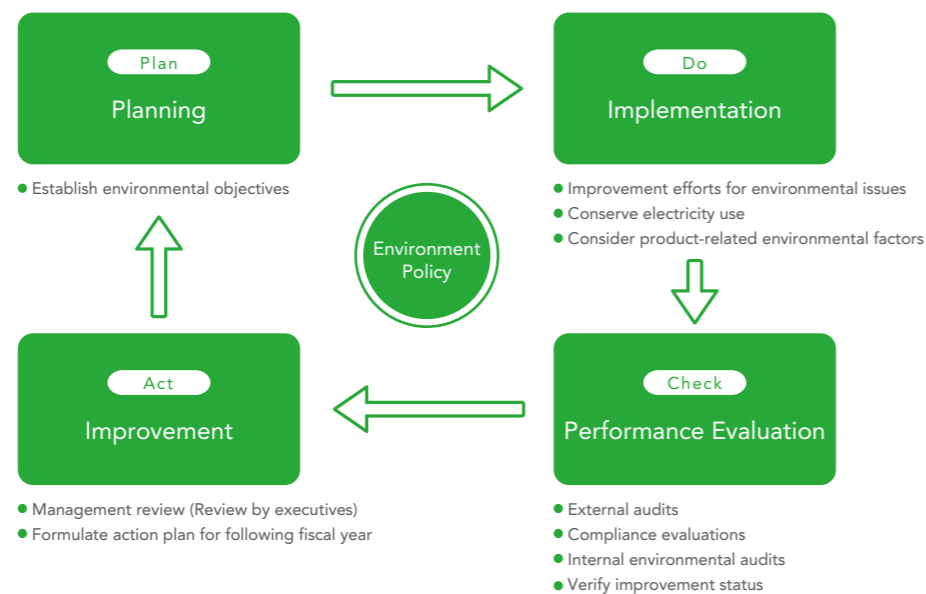 Plan
Planning
Do
Implementation
Establish environmental objectives
Improvement efforts for environmental issues
Conserve electricity use
Consider product-related environmental factors
Environment
Policy
Act
Improvement
Check
Performance Evaluation
Management review (Review by executives)
Formulate action plan for following fiscal year
External audits
Compliance evaluations
Internal environmental audits
Verify improvement status